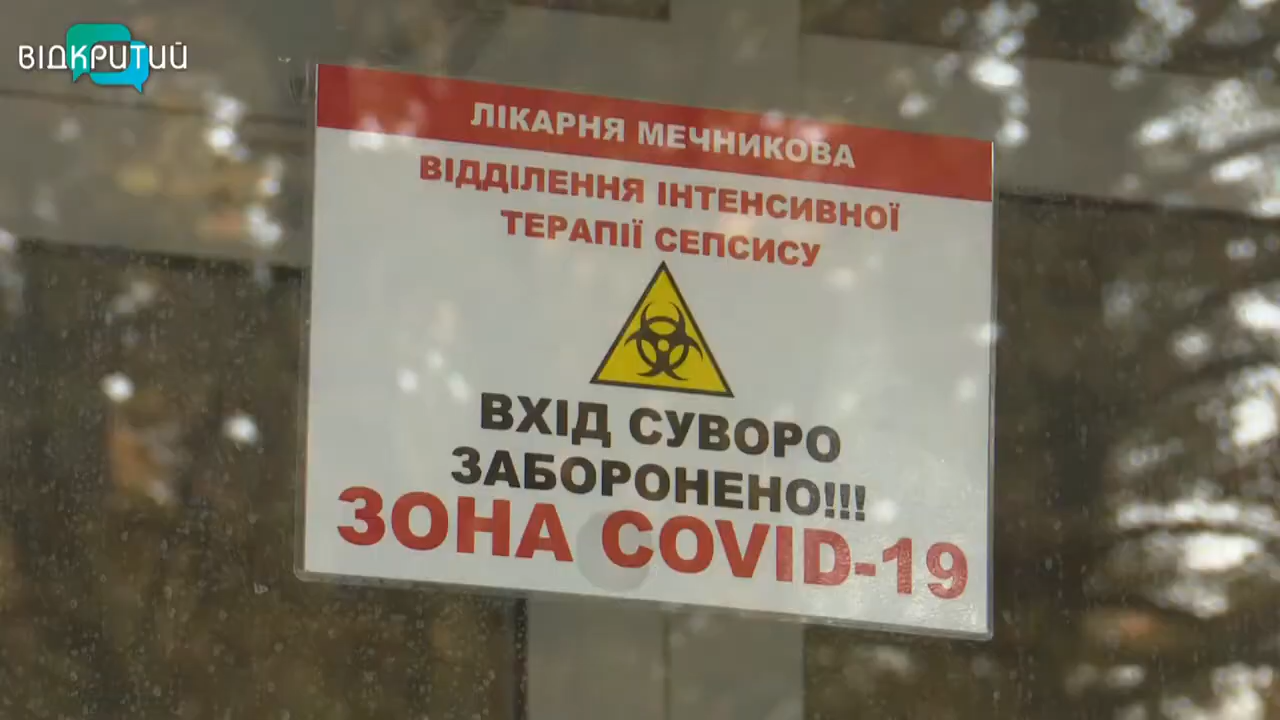 ВІДКРИТИЙ
ЛІКАРНЯ МЕЧНИКОВА
ВІДДІЛЕННЯ ІНТЕНСИВНОЇ
ТЕРАПІЇ СЕПСИСУ
ВХІД СУВОРО
ЗАБОРОНЕНО!!!
ЗОНА COVID-19